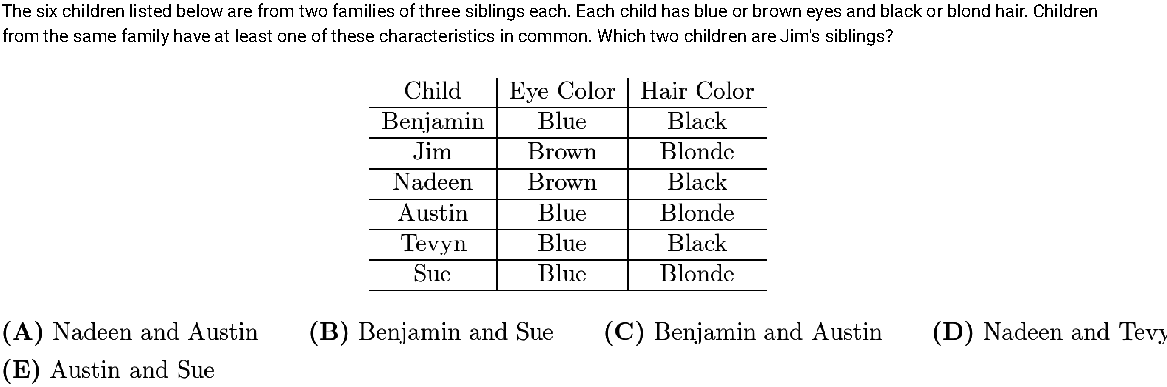 The six children listed below are from two families of three siblings each. Each child has blue or brown eyes and black or blond hair. Children
from the same family have at least one of these characteristics in common. Which two children are Jim's siblings?
Child Eye Color Hair Color
Benjamin Blue Black
Jim Brown Blonde
Nadeen Brown Black
Austin Blue Blonde
Tevyn Blue Black
Sue Blue Blonde
(A) Nadeen and Austin (B) Benjamin and Sue (C) Benjamin and Austin (D) Nadeen and Tevy
(E) Austin and Sue